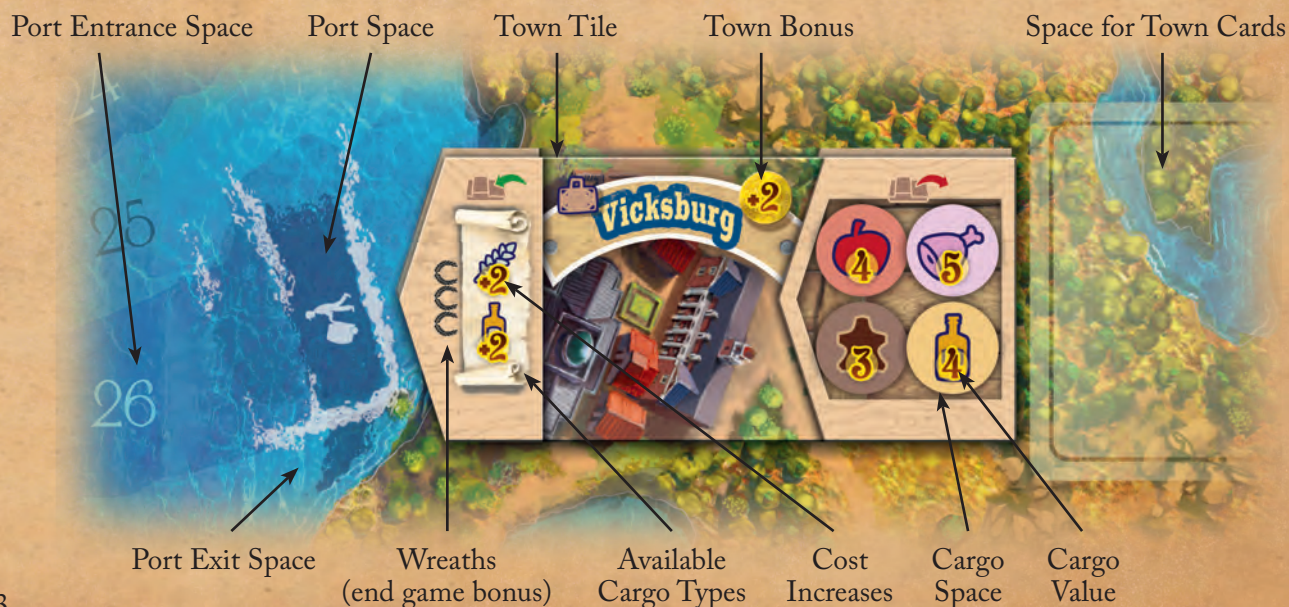 Port Entrance Space
Port Space
Town Tile
Town Bonus
Space for Town Cards
24
25
26
Vicksburg
+2
+2
+2
4
5
3
4
Port Exit Space
Wreaths
(end game bonus)
Available
Cargo Types
Cost
Increases
Cargo
Space
Cargo
Value